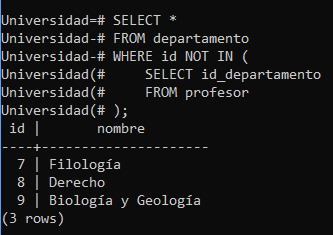 Universidad=# SELECT *
Universidad-# FROM departamento
Universidad-# WHERE id NOT IN (
Universidad(#     SELECT id_departamento
Universidad(#     FROM profesor
Universidad(# );
 id |       nombre
----+---------------------
  7 | Filología
  8 | Derecho
  9 | Biología y Geología
(3 rows)